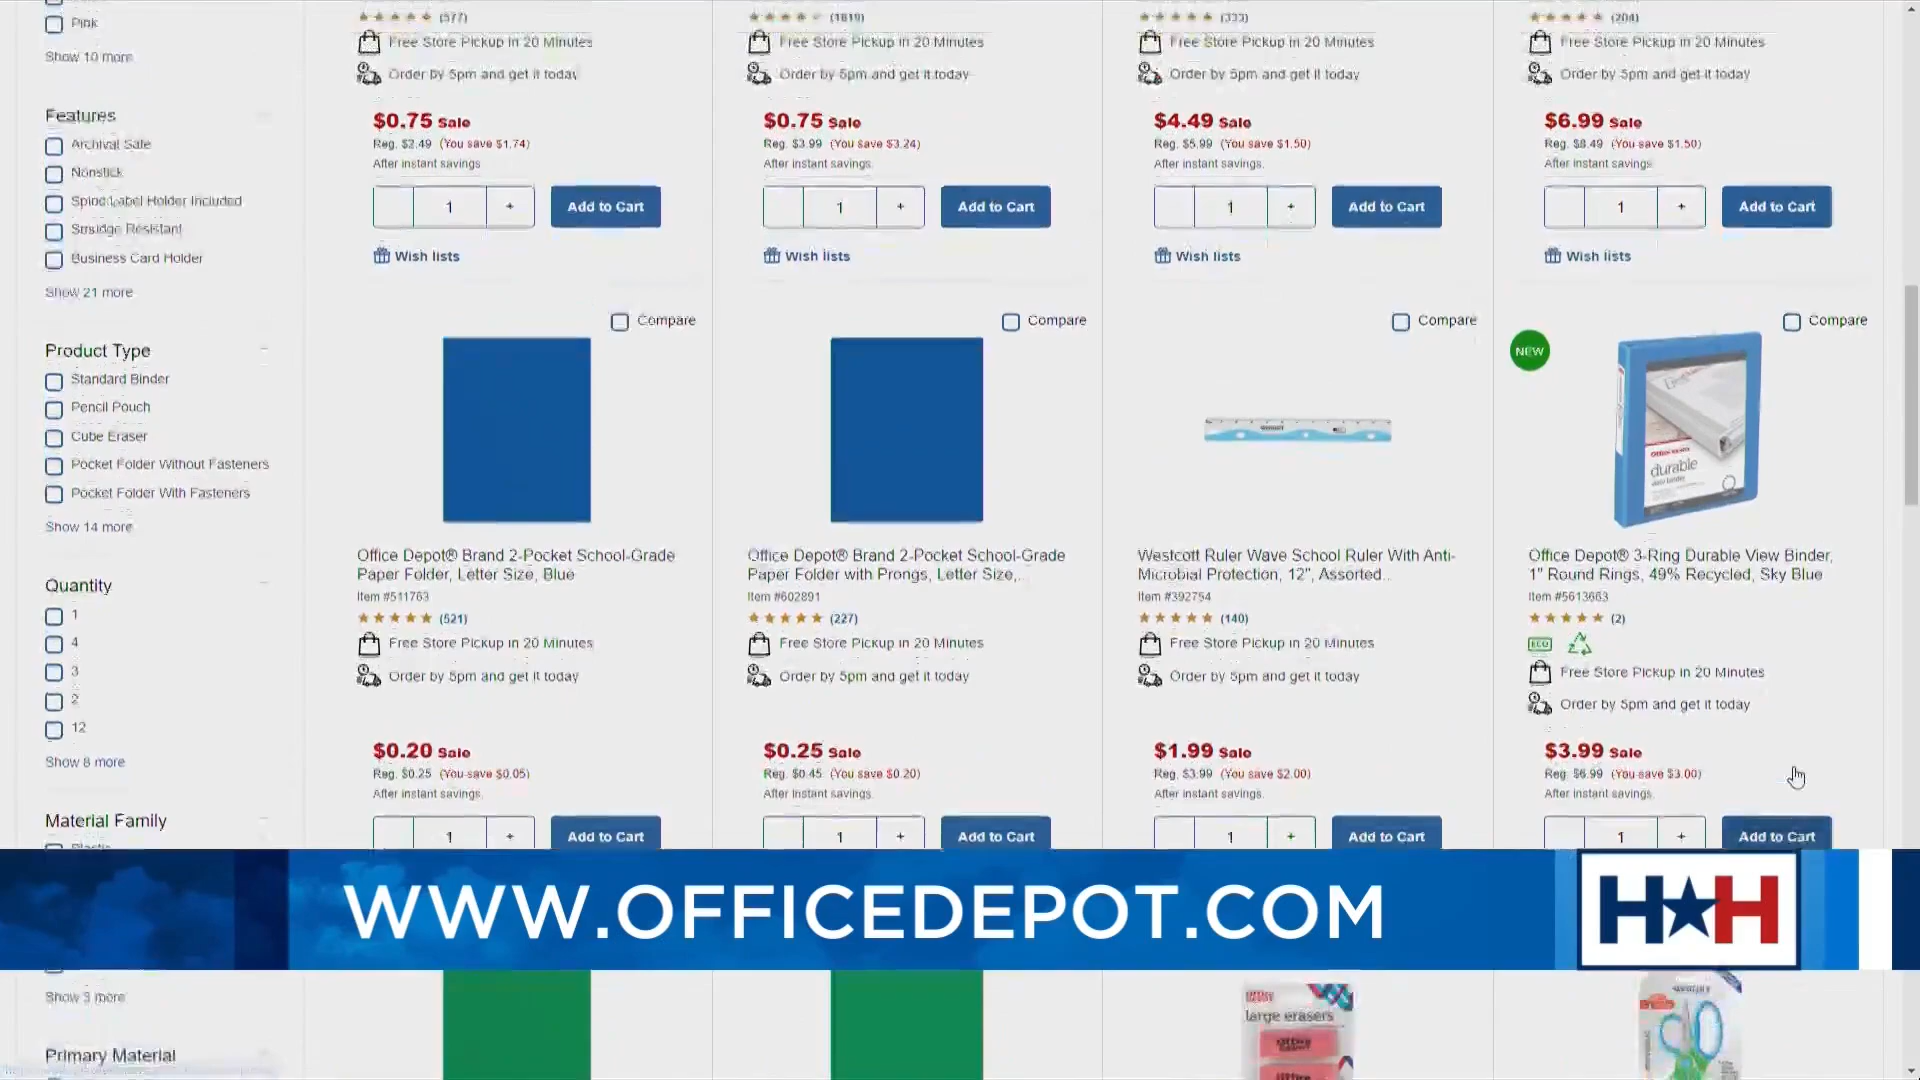 Pink
Show 10 more
Features
Archival Safe
Nonstick
Spine Label Holder Included
Smudge Resistant
Business Card Holder
Show 21 more
Product Type
Standard Binder
Pencil Pouch
Cube Eraser
Pocket Folder Without Fasteners
Pocket Folder With Fasteners
Show 14 more
Quantity
1
4
3
2
12
Show 8 more
Material Family
Plastic
Show 3 more
Primary Material
(577)
Free Store Pickup in 20 Minutes
Order by 5pm and get it today
$0.75 Sale
Reg. $2.49 (You save $1.74)
After instant savings
1 + Add to Cart
Wish lists
(1819)
Free Store Pickup in 20 Minutes
Order by 5pm and get it today
$0.75 Sale
Reg. $3.99 (You save $3.24)
After instant savings.
1 + Add to Cart
Wish lists
(333)
Free Store Pickup in 20 Minutes
Order by 5pm and get it today
$4.49 Sale
Reg. $5.99 (You save $1.50)
After instant savings.
1 + Add to Cart
Wish lists
(204)
Free Store Pickup in 20 Minutes
Order by 5pm and get it today
$6.99 Sale
Reg. $8.49 (You save $1.50)
After instant savings.
1 + Add to Cart
Wish lists
Compare
Office Depot® Brand 2-Pocket School-Grade
Paper Folder, Letter Size, Blue
Item #511763
(521)
Free Store Pickup in 20 Minutes
Order by 5pm and get it today
$0.20 Sale
Reg. $0.25 (You save $0.05)
After instant savings.
1 + Add to Cart
Compare
Office Depot® Brand 2-Pocket School-Grade
Paper Folder with Prongs, Letter Size,...
Item #602891
(227)
Free Store Pickup in 20 Minutes
Order by 5pm and get it today
$0.25 Sale
Reg. $0.45 (You save $0.20)
After instant savings.
1 + Add to Cart
Compare
Westcott Ruler Wave School Ruler With Anti-
Microbial Protection, 12", Assorted...
Item #392754
(140)
Free Store Pickup in 20 Minutes
Order by 5pm and get it today
$1.99 Sale
Reg. $3.99 (You save $2.00)
After instant savings.
1 + Add to Cart
Compare
NEW
Office DEPOT
durable
view binder
Office Depot® 3-Ring Durable View Binder,
1" Round Rings, 49% Recycled, Sky Blue
Item #5613663
(2)
ECO
Free Store Pickup in 20 Minutes
Order by 5pm and get it today
$3.99 Sale
Reg. $6.99 (You save $3.00)
After instant savings.
1 + Add to Cart
WWW.OFFICEDEPOT.COM
H H
large erasers
Office DEPOT
Office